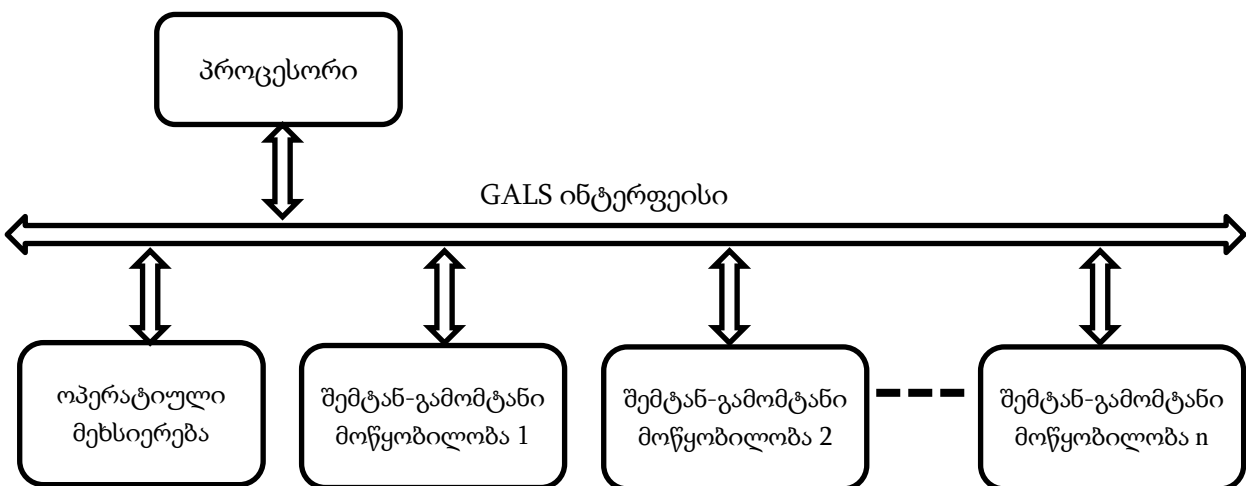 პროცესორი
GALS ინტერფეისი
ოპერატიული
მეხსიერება
შემტან-გამომტანი
მოწყობილობა 1
შემტან-გამომტანი
მოწყობილობა 2
შემტან-გამომტანი
მოწყობილობა n